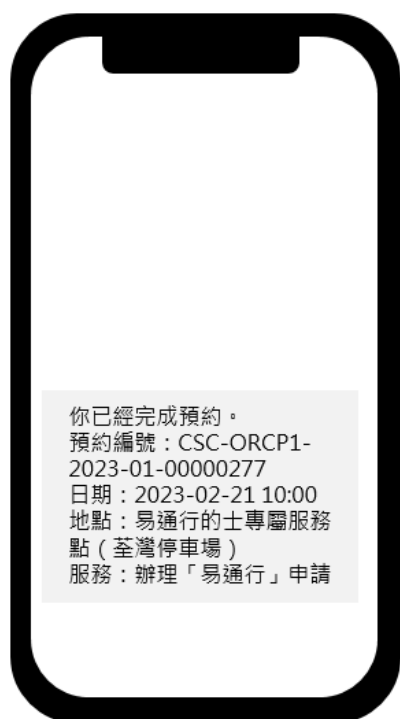 你已經完成預約。
預約編號：CSC-ORCP1-
2023-01-00000277
日期：2023-02-21 10:00
地點：易通行的士專屬服務
點（荃灣停車場）
服務：辦理「易通行」申請